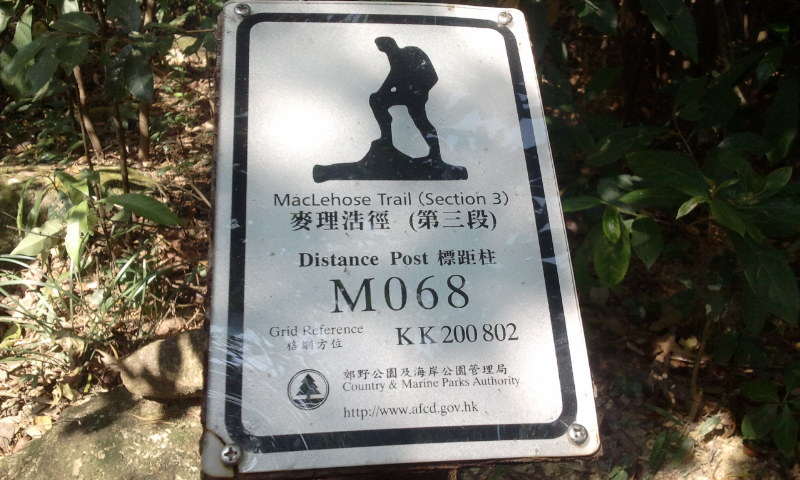 MacLehose Trail (Section 3)
麥理浩徑 (第三段)
Distance Post 標距柱
M068
Grid Reference KK200802
格網方位
郊野公園及海岸公園管理局
Country & Marine Parks Authority
http://www.afcd.gov.hk